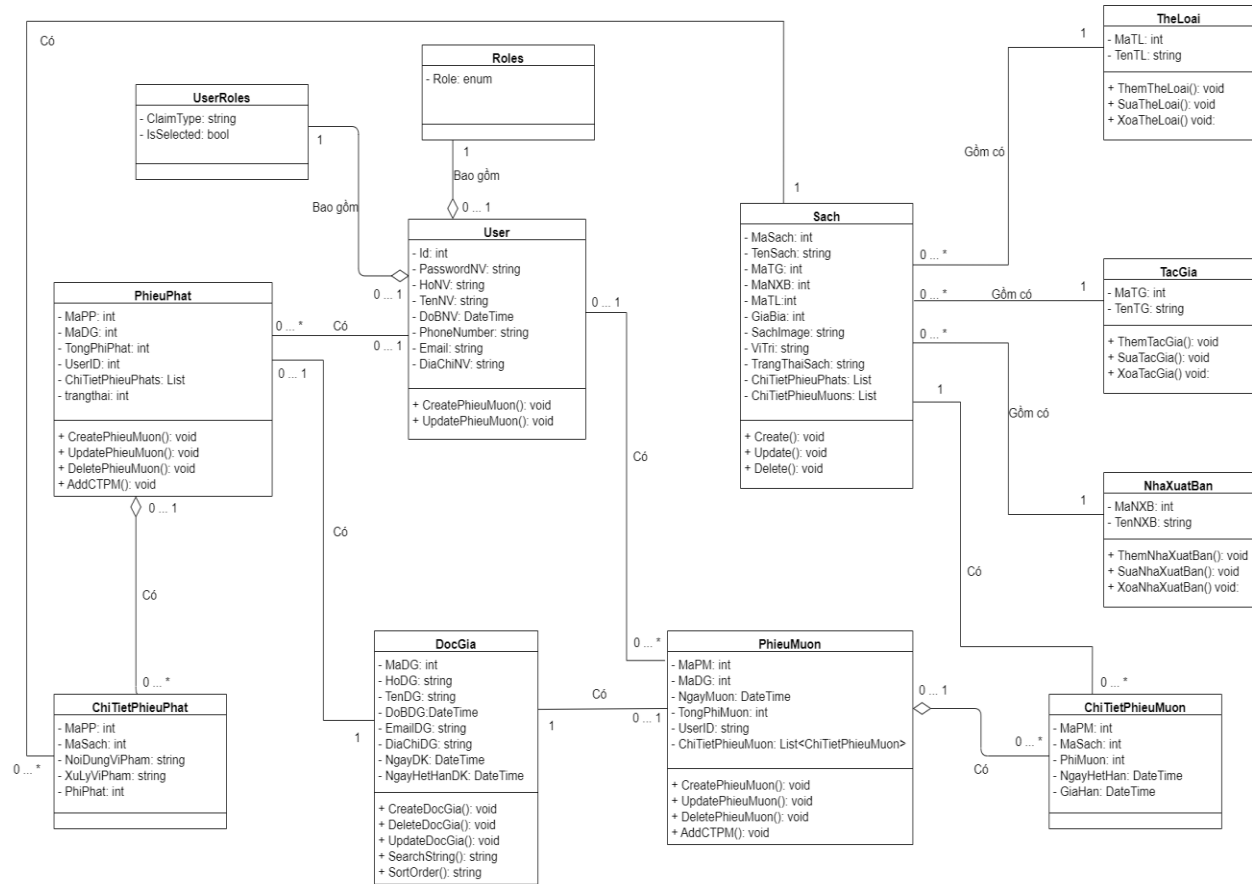 TheLoai
- MaTL: int
- TenTL: string
+ ThemTheLoai(): void
+ SuaTheLoai(): void
+ XoaTheLoai() void:
Có
1
Gồm có
0 ... *
Roles
- Role: enum
1
Bao gồm
0 ... 1
UserRoles
- ClaimType: string
- IsSelected: bool
1
Bao gồm
0 ... 1
User
- Id: int
- PasswordNV: string
- HoNV: string
- TenNV: string
- DoBNV: DateTime
- PhoneNumber: string
- Email: string
- DiaChiNV: string
+ CreatePhieuMuon(): void
+ UpdatePhieuMuon(): void
1
Sach
- MaSach: int
- TenSach: string
- MaTG: int
- MaNXB: int
- MaTL:int
- GiaBia: int
- SachImage: string
- ViTri: string
- TrangThaiSach: string
- ChiTietPhieuPhats: List
- ChiTietPhieuMuons: List
+ Create(): void
+ Update(): void
+ Delete(): void
TacGia
- MaTG: int
- TenTG: string
+ ThemTacGia(): void
+ SuaTacGia(): void
+ XoaTacGia() void:
0 ... *
Gồm có
1
0 ... *
Gồm có
1
NhaXuatBan
- MaNXB: int
- TenNXB: string
+ ThemNhaXuatBan(): void
+ SuaNhaXuatBan(): void
+ XoaNhaXuatBan() void:
PhieuPhat
- MaPP: int
- MaDG: int
- TongPhiPhat: int
- UserID: int
- ChiTietPhieuPhats: List
- trangthai: int
+ CreatePhieuMuon(): void
+ UpdatePhieuMuon(): void
+ DeletePhieuMuon(): void
+ AddCTPM(): void
0 ... *
Có
0 ... 1
0 ... 1
0 ... 1
Có
0 ... *
0 ... 1
Có
0 ... *
Có
1
1
Có
0 ... *
DocGia
- MaDG: int
- HoDG: string
- TenDG: string
- DoBDG:DateTime
- EmailDG: string
- DiaChiDG: string
- NgayDK: DateTime
- NgayHetHanDK: DateTime
+ CreateDocGia(): void
+ DeleteDocGia(): void
+ UpdateDocGia(): void
+ SearchString(): string
+ SortOrder(): string
Có
1
0 ... 1
PhieuMuon
- MaPM: int
- MaDG: int
- NgayMuon: DateTime
- TongPhiMuon: int
- UserID: string
- ChiTietPhieuMuon: List<ChiTietPhieuMuon>
+ CreatePhieuMuon(): void
+ UpdatePhieuMuon(): void
+ DeletePhieuMuon(): void
+ AddCTPM(): void
0 ... 1
0 ... *
Có
ChiTietPhieuMuon
- MaPM: int
- MaSach: int
- PhiMuon: int
- NgayHetHan: DateTime
- GiaHan: DateTime
ChiTietPhieuPhat
- MaPP: int
- MaSach: int
- NoiDungViPham: string
- XuLyViPham: string
- PhiPhat: int
0 ... *